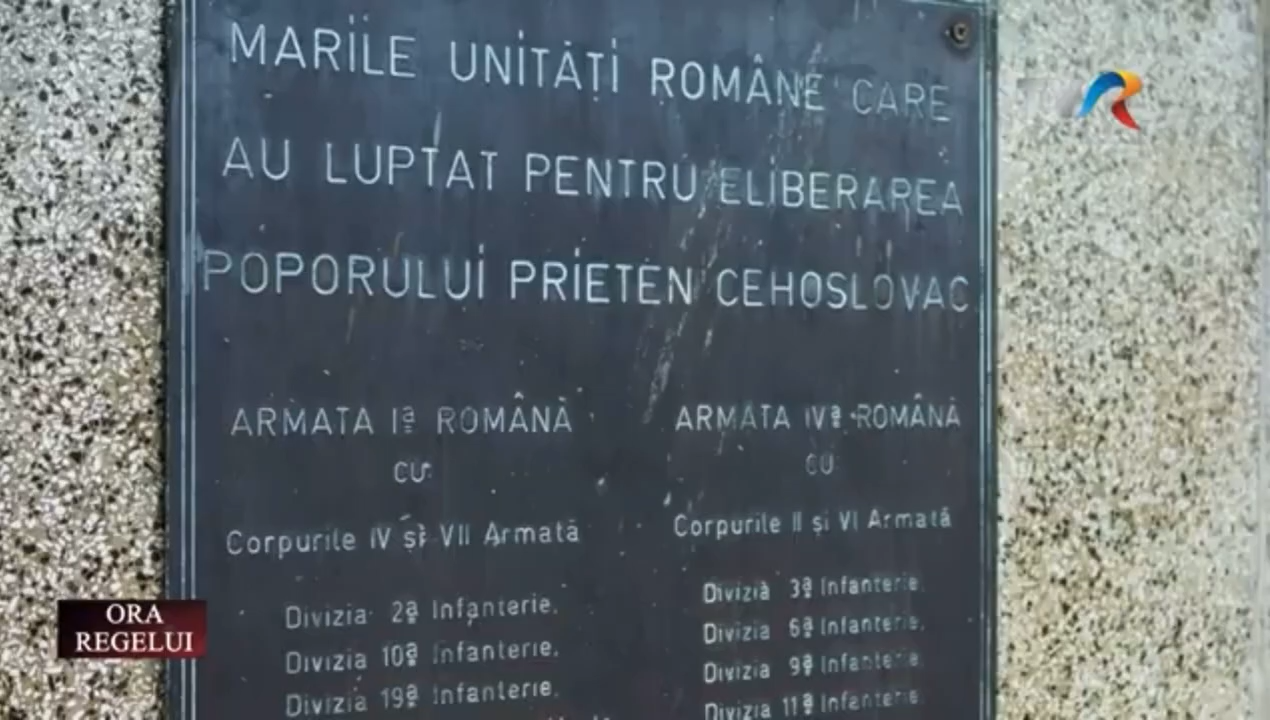 MARILE UNITĂȚI ROMÂNE CARE
AU LUPTAT PENTRU ELIBERAREA
POPORULUI PRIETEN CEHOSLOVAC
ARMATA Iª ROMÂNĂ
CU
Corpurile IV și VII Armată
Divizia 2ª Infanterie.
Divizia 10ª Infanterie.
Divizia 19ª Infanterie.
ARMATA IVª ROMÂNĂ
CU
Corpurile II și VI Armată
Divizia 3ª Infanterie.
Divizia 6ª Infanterie.
Divizia 9ª Infanterie.
Divizia 11ª Infanterie.
ORA
REGELUI